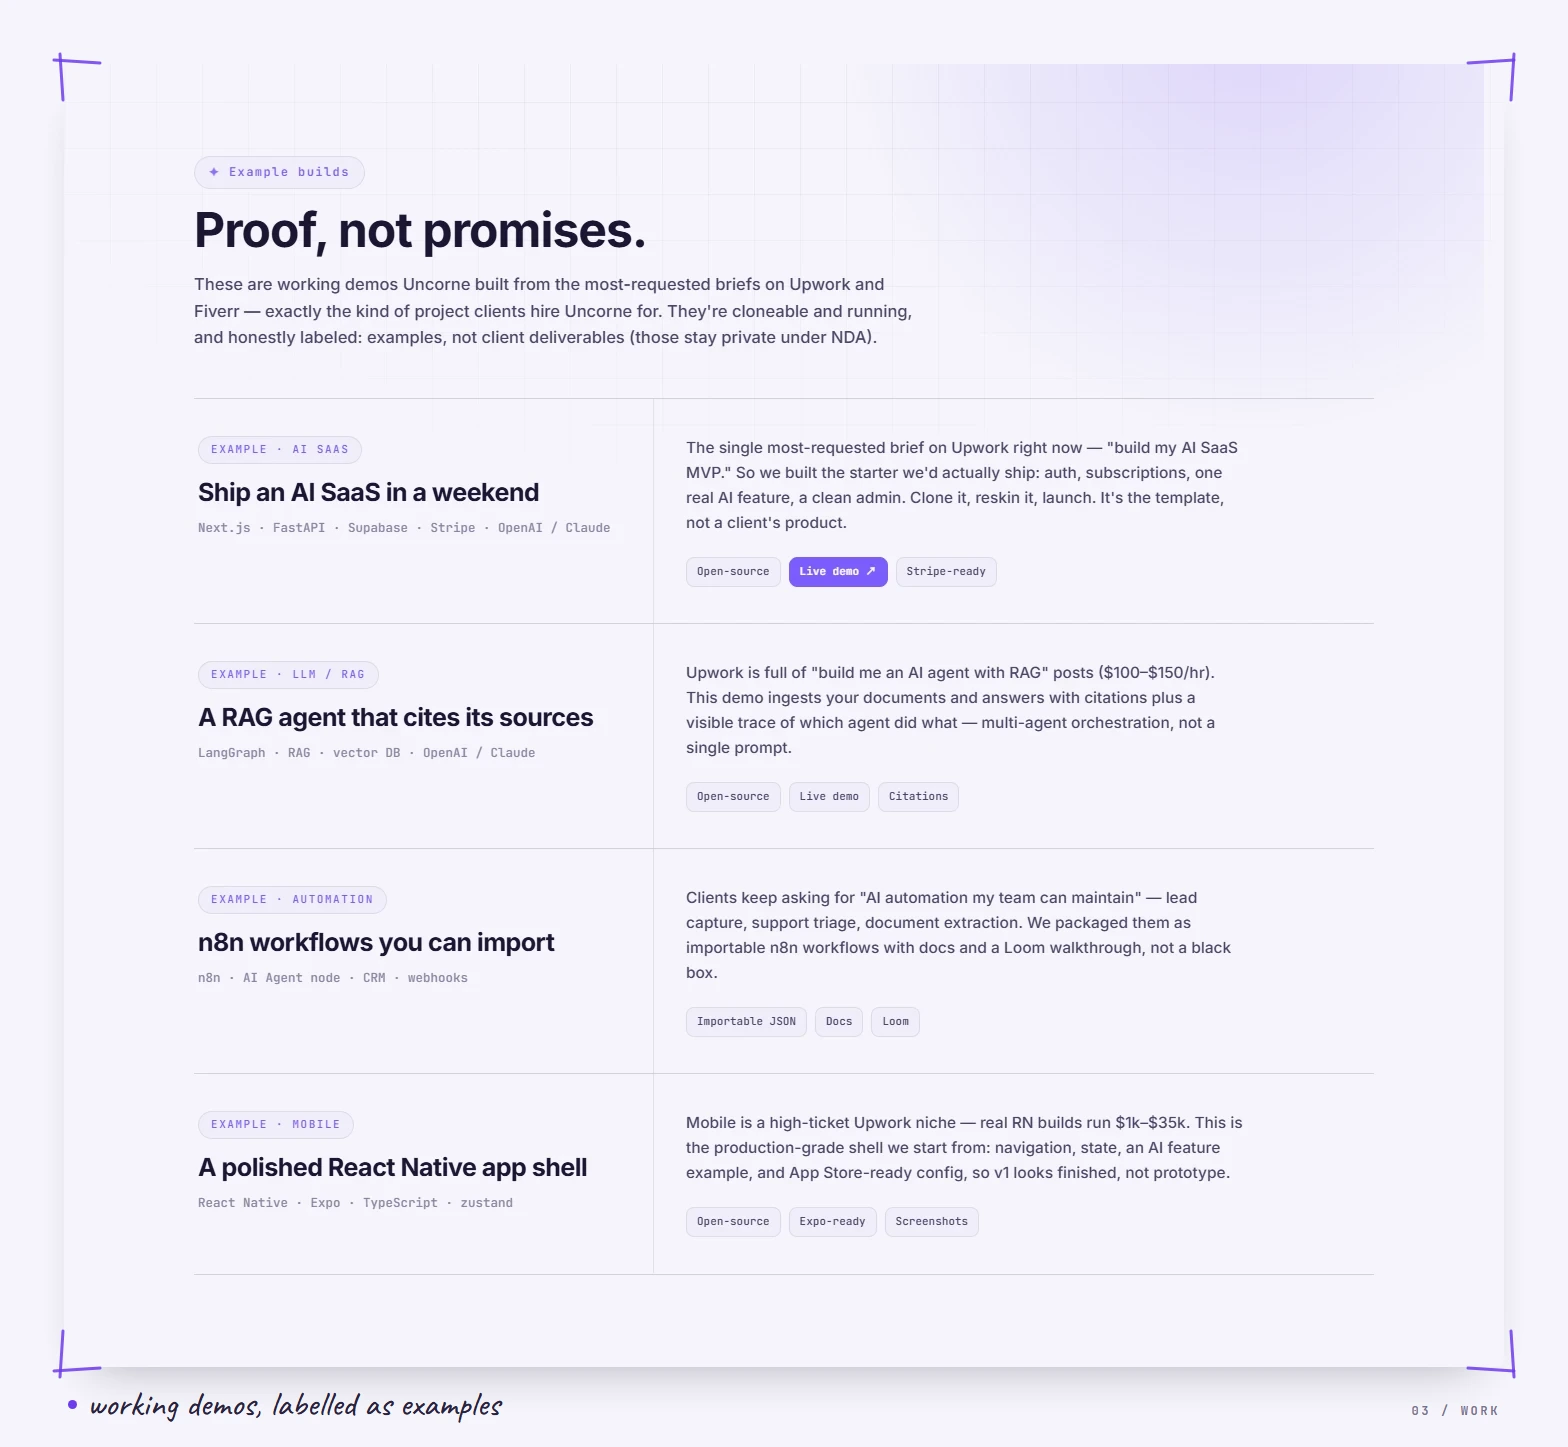 ✦ Example builds
Proof, not promises.
These are working demos Uncorne built from the most-requested briefs on Upwork and
Fiverr — exactly the kind of project clients hire Uncorne for. They're cloneable and running,
and honestly labeled: examples, not client deliverables (those stay private under NDA).
EXAMPLE · AI SAAS
Ship an AI SaaS in a weekend
Next.js · FastAPI · Supabase · Stripe · OpenAI / Claude
The single most-requested brief on Upwork right now — "build my AI SaaS
MVP." So we built the starter we'd actually ship: auth, subscriptions, one
real AI feature, a clean admin. Clone it, reskin it, launch. It's the template,
not a client's product.
Open-source Live demo ↗ Stripe-ready
EXAMPLE · LLM / RAG
A RAG agent that cites its sources
LangGraph · RAG · vector DB · OpenAI / Claude
Upwork is full of "build me an AI agent with RAG" posts ($100–$150/hr).
This demo ingests your documents and answers with citations plus a
visible trace of which agent did what — multi-agent orchestration, not a
single prompt.
Open-source Live demo Citations
EXAMPLE · AUTOMATION
n8n workflows you can import
n8n · AI Agent node · CRM · webhooks
Clients keep asking for "AI automation my team can maintain" — lead
capture, support triage, document extraction. We packaged them as
importable n8n workflows with docs and a Loom walkthrough, not a black
box.
Importable JSON Docs Loom
EXAMPLE · MOBILE
A polished React Native app shell
React Native · Expo · TypeScript · zustand
Mobile is a high-ticket Upwork niche — real RN builds run $1k–$35k. This is
the production-grade shell we start from: navigation, state, an AI feature
example, and App Store-ready config, so v1 looks finished, not prototype.
Open-source Expo-ready Screenshots
working demos, labelled as examples
03 / WORK